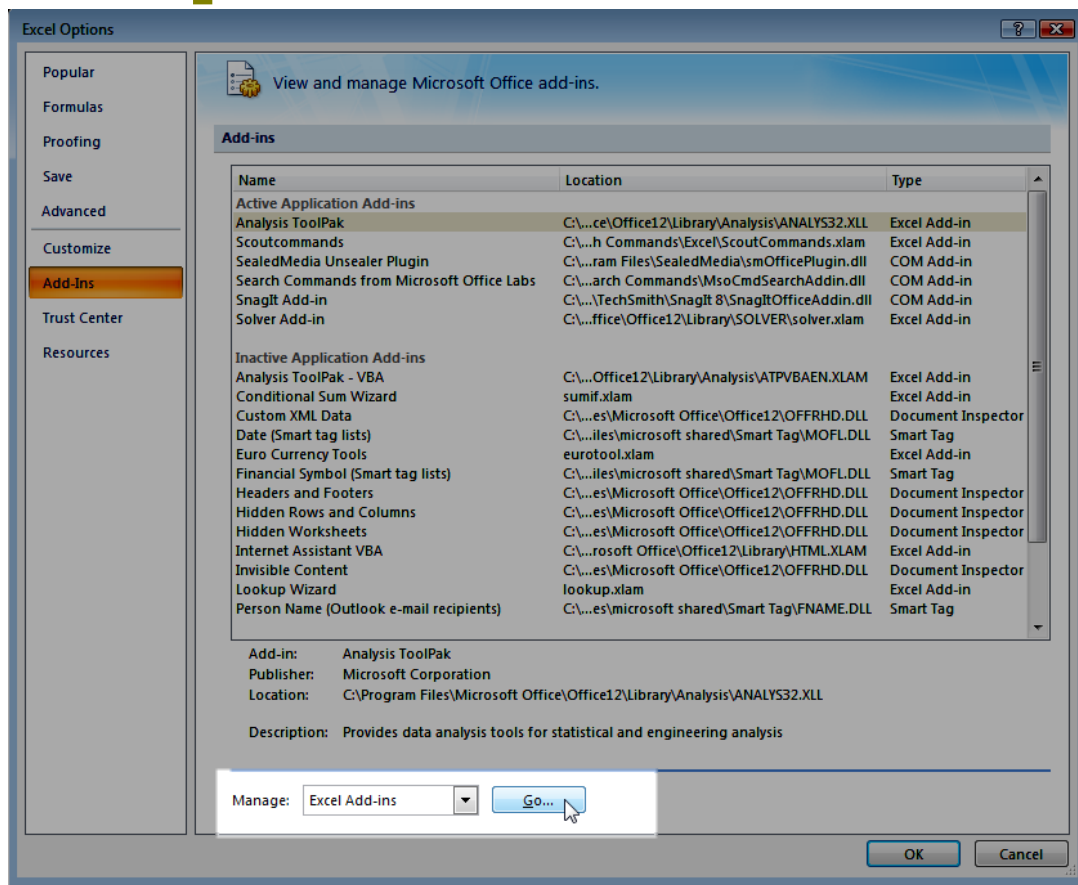 Excel Options
Popular
Formulas
Proofing
Save
Advanced
Customize
Add-Ins
Trust Center
Resources
View and manage Microsoft Office add-ins.
Add-ins
Name Location Type
Active Application Add-ins
Analysis ToolPak C:\...ce\Office12\Library\Analysis\ANALYS32.XLL Excel Add-in
Scoutcommands C:\...h Commands\Excel\ScoutCommands.xlam Excel Add-in
SealedMedia Unsealer Plugin C:\...ram Files\SealedMedia\smOfficePlugin.dll COM Add-in
Search Commands from Microsoft Office Labs C:\...arch Commands\MsoCmdSearchAddin.dll COM Add-in
SnagIt Add-in C:\...\TechSmith\SnagIt 8\SnagItOfficeAddin.dll COM Add-in
Solver Add-in C:\...ffice\Office12\Library\SOLVER\solver.xlam Excel Add-in
Inactive Application Add-ins
Analysis ToolPak - VBA C:\...Office12\Library\Analysis\ATPVBAEN.XLAM Excel Add-in
Conditional Sum Wizard sumif.xlam Excel Add-in
Custom XML Data C:\...es\Microsoft Office\Office12\OFFRHD.DLL Document Inspector
Date (Smart tag lists) C:\...iles\microsoft shared\Smart Tag\MOFL.DLL Smart Tag
Euro Currency Tools eurotool.xlam Excel Add-in
Financial Symbol (Smart tag lists) C:\...iles\microsoft shared\Smart Tag\MOFL.DLL Smart Tag
Headers and Footers C:\...es\Microsoft Office\Office12\OFFRHD.DLL Document Inspector
Hidden Rows and Columns C:\...es\Microsoft Office\Office12\OFFRHD.DLL Document Inspector
Hidden Worksheets C:\...es\Microsoft Office\Office12\OFFRHD.DLL Document Inspector
Internet Assistant VBA C:\...rosoft Office\Office12\Library\HTML.XLAM Excel Add-in
Invisible Content C:\...es\Microsoft Office\Office12\OFFRHD.DLL Document Inspector
Lookup Wizard lookup.xlam Excel Add-in
Person Name (Outlook e-mail recipients) C:\...es\microsoft shared\Smart Tag\FNAME.DLL Smart Tag
Add-in: Analysis ToolPak
Publisher: Microsoft Corporation
Location: C:\Program Files\Microsoft Office\Office12\Library\Analysis\ANALYS32.XLL
Description: Provides data analysis tools for statistical and engineering analysis
Manage: Excel Add-ins Go...
OK Cancel